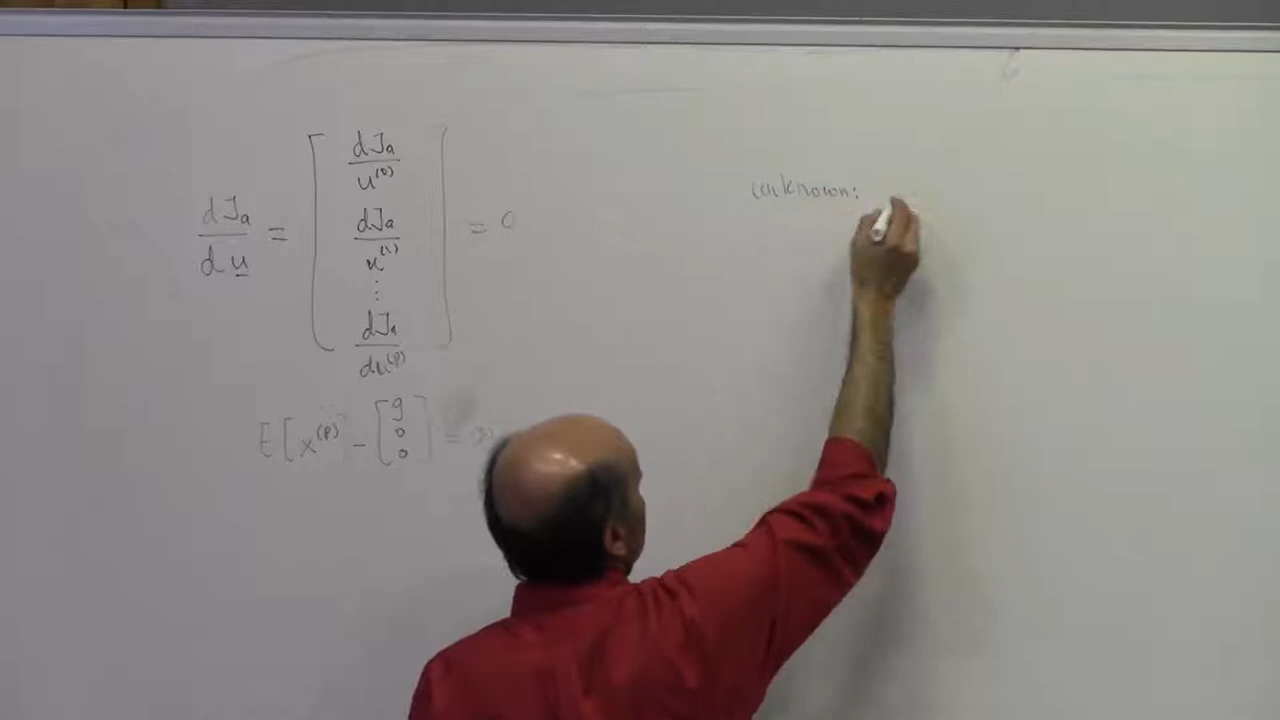 dJa
u(0)
dJa
dJa
= = 0
du
u(1)
⋮
dJa
du(p)
E[x(p) - [g 0 0] =
unknown: